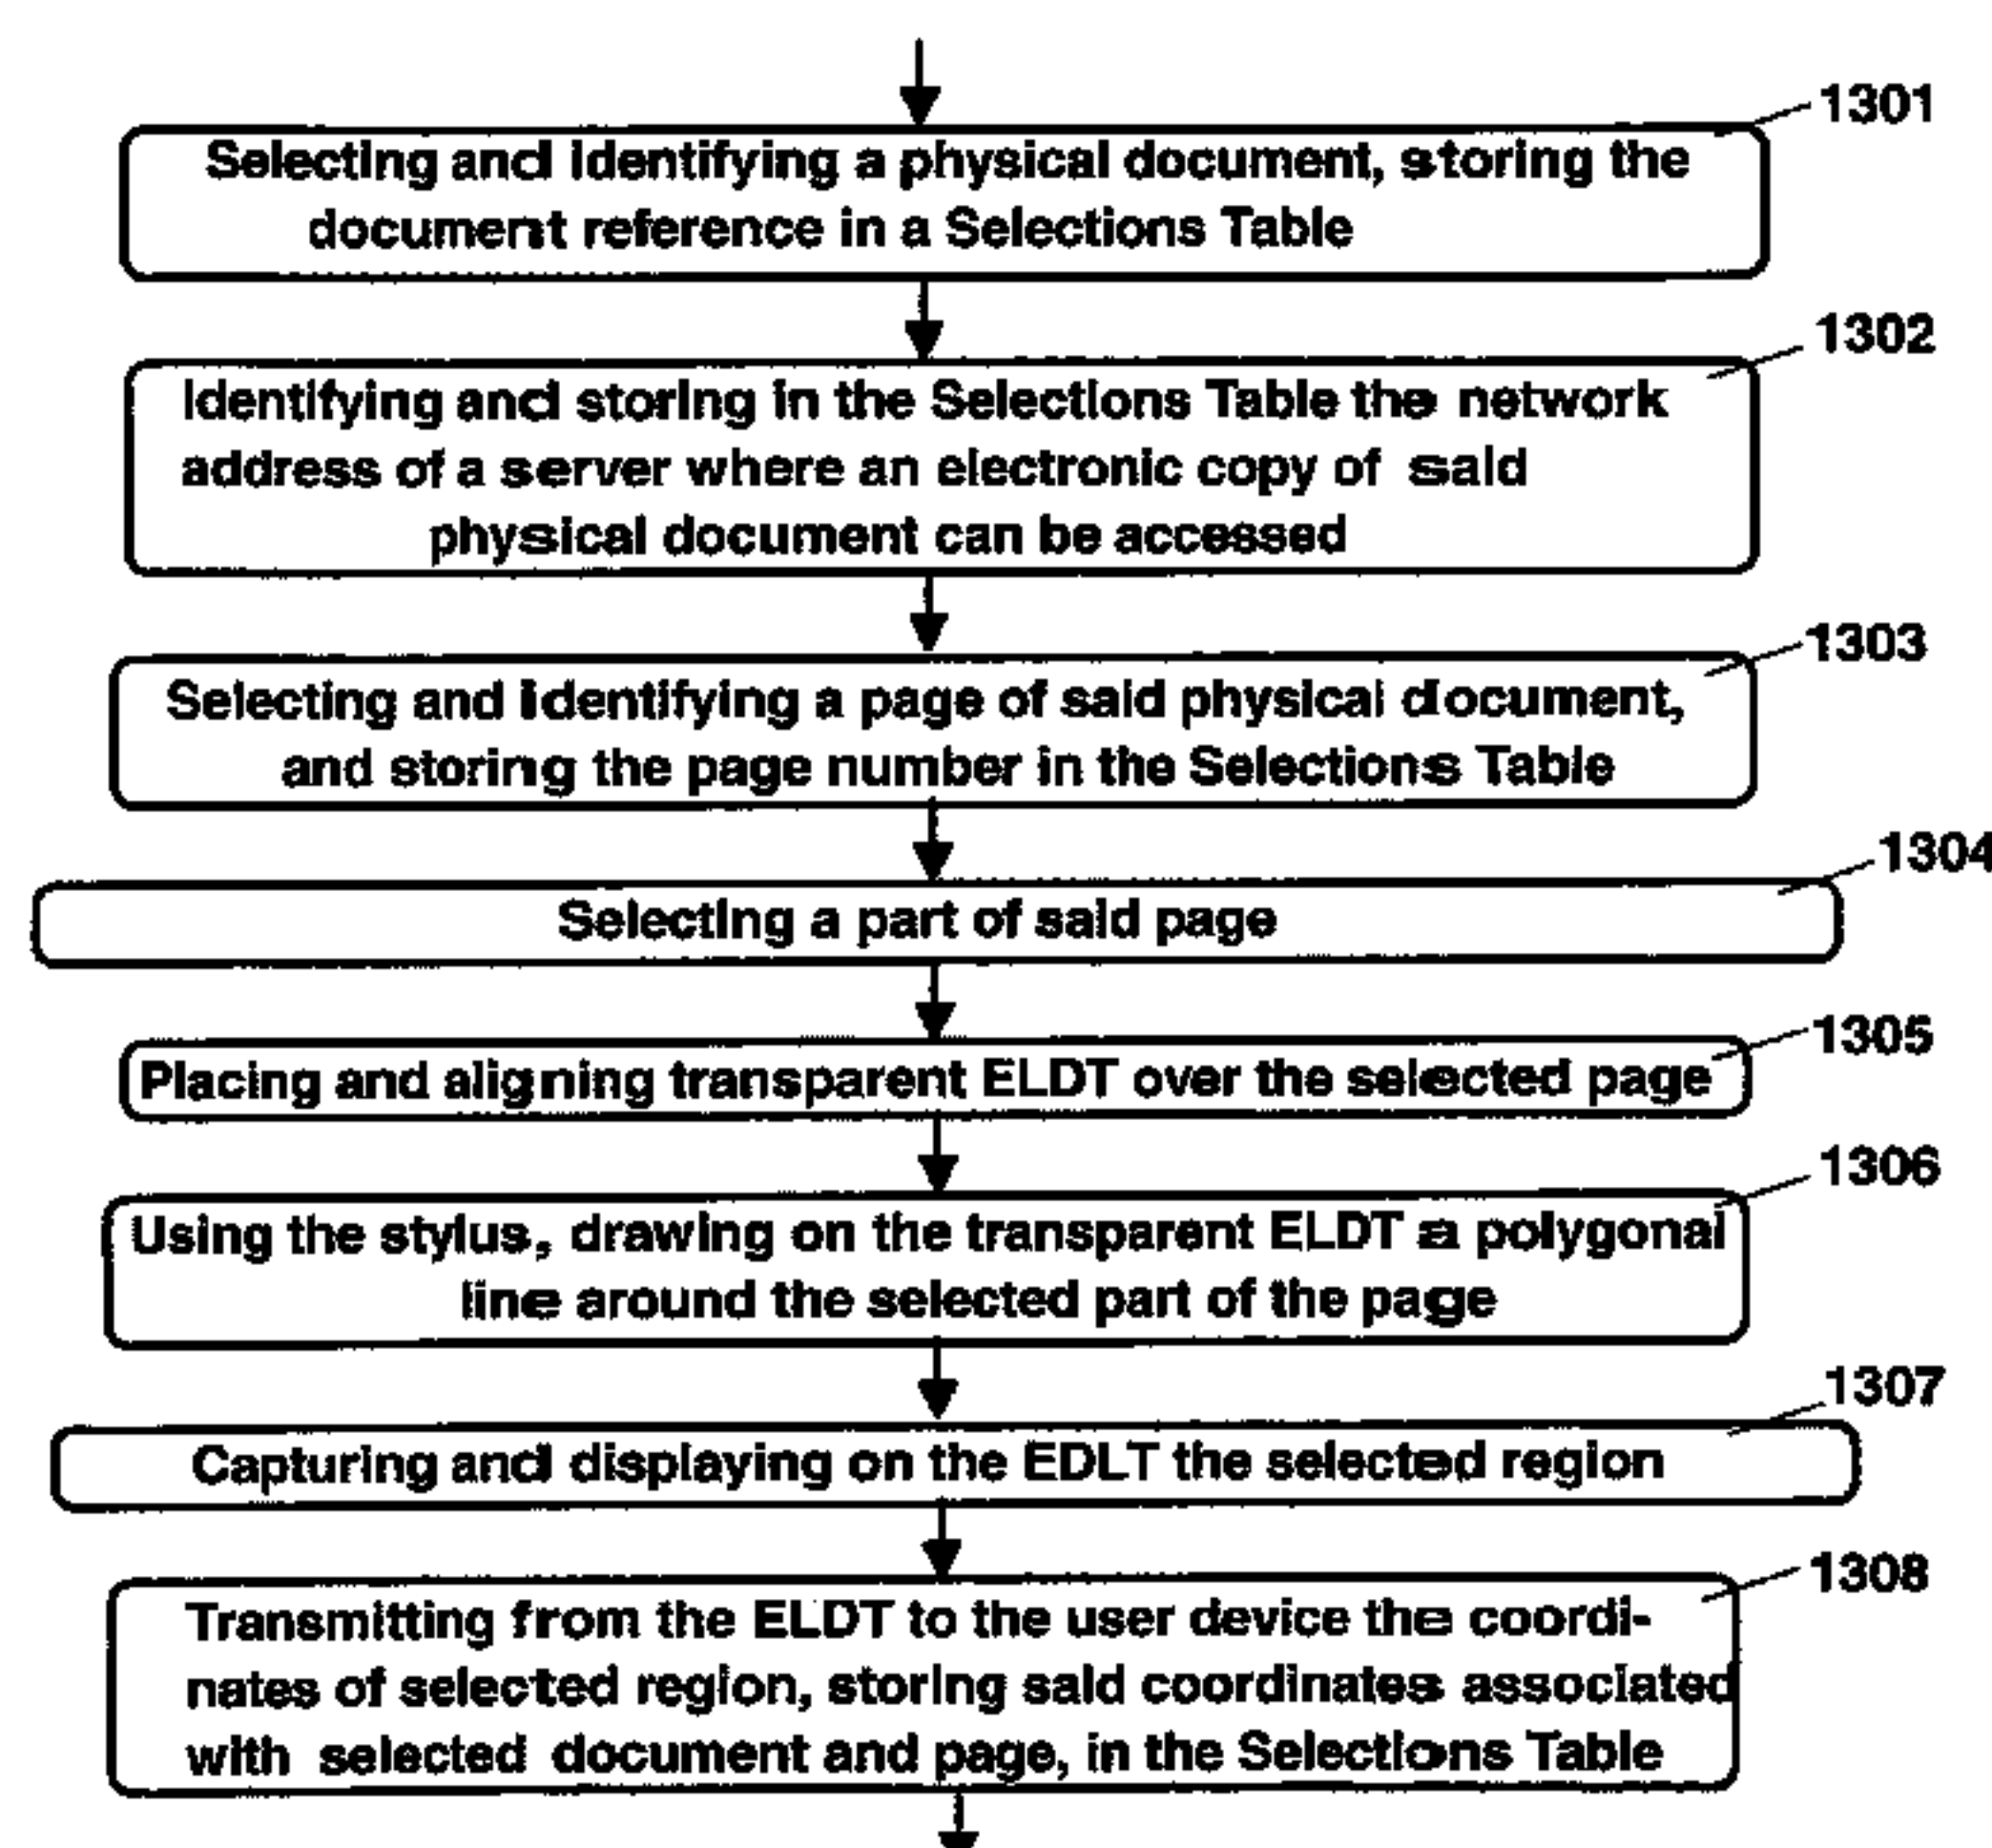 1301
Selecting and identifying a physical document, storing the
document reference in a Selections Table
1302
Identifying and storing in the Selections Table the network
address of a server where an electronic copy of said
physical document can be accessed
1303
Selecting and identifying a page of said physical document,
and storing the page number in the Selections Table
1304
Selecting a part of said page
1305
Placing and aligning transparent ELDT over the selected page
1306
Using the stylus, drawing on the transparent ELDT a polygonal
line around the selected part of the page
1307
Capturing and displaying on the EDLT the selected region
1308
Transmitting from the ELDT to the user device the coordi-
nates of selected region, storing said coordinates associated
with selected document and page, in the Selections Table